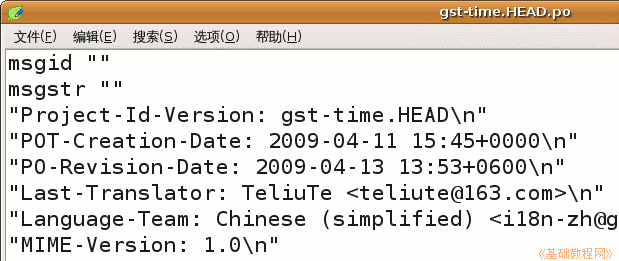 gst-time.HEAD.po
文件(F) 编辑(E) 搜索(S) 选项(O) 帮助(H)
msgid ""
msgstr ""
"Project-Id-Version: gst-time.HEAD\n"
"POT-Creation-Date: 2009-04-11 15:45+0000\n"
"PO-Revision-Date: 2009-04-13 13:53+0600\n"
"Last-Translator: TeliuTe <teliute@163.com>\n"
"Language-Team: Chinese (simplified) <i18n-zh@g
"MIME-Version: 1.0\n"
《基础教程网》